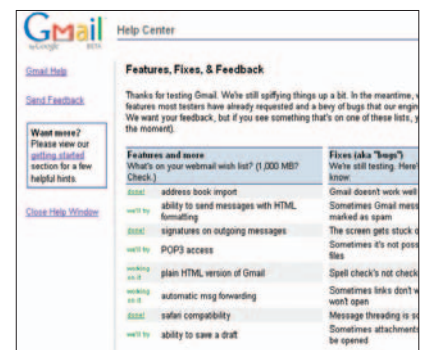 Gmail
by Google BETA
Help Center
Gmail Help
Send Feedback
Want more?
Please view our
getting started
section for a few
helpful hints.
Close Help Window
Features, Fixes, & Feedback
Thanks for testing Gmail. We're still spiffing things up a bit. In the meantime,
features most testers have already requested and a bevy of bugs that our engin
We want your feedback, but if you see something that's on one of these lists, y
the moment).
Features and more
What's on your webmail wish list? (1,000 MB?
Check.)
done! address book import
we'll try ability to send messages with HTML
formatting
done! signatures on outgoing messages
we'll try POP3 access
working
on it plain HTML version of Gmail
working
on it automatic msg forwarding
done! safari compatibility
we'll try ability to save a draft
Fixes (aka "bugs")
We're still testing. Here'
know:
Gmail doesn't work well
Sometimes Gmail mess
marked as spam
The screen gets stuck o
Sometimes it's not poss
files
Spell check's not check
Sometimes links don't w
won't open
Message threading is sc
Sometimes attachments
be opened